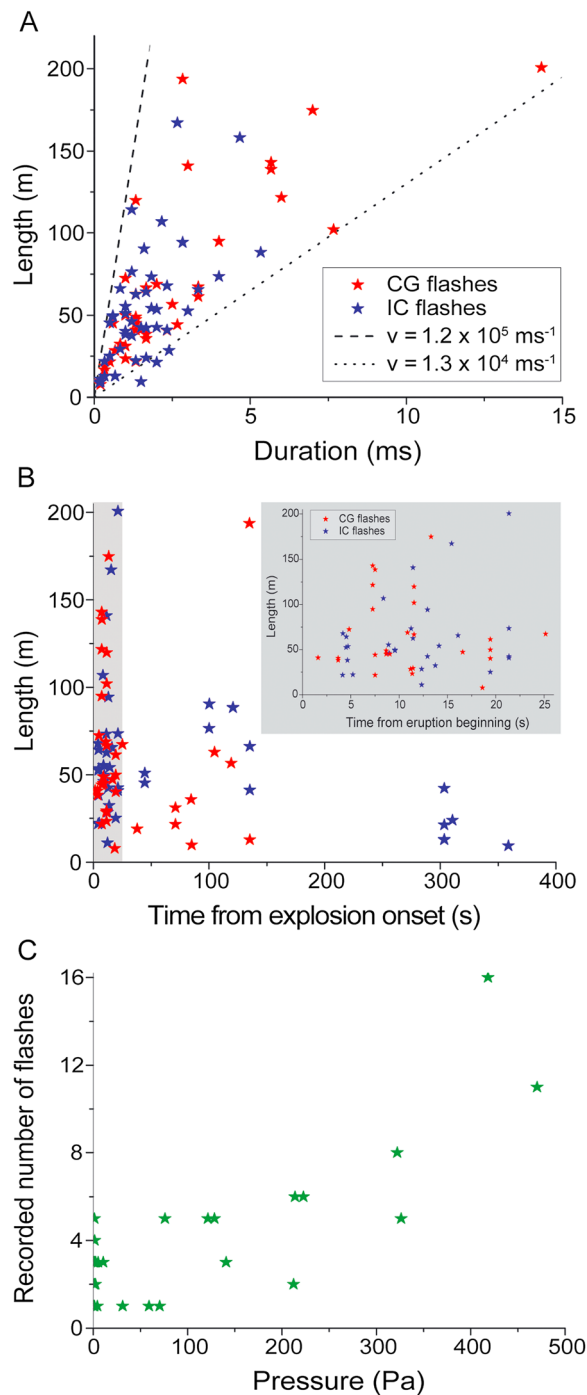 A
200
150
100
50
0
Length (m)
CG flashes
IC flashes
v = 1.2 x 10⁵ ms⁻¹
v = 1.3 x 10⁴ ms⁻¹
0 5 10 15
Duration (ms)
B
200
150
100
50
0
Length (m)
CG flashes
IC flashes
200
150
100
50
0
Length (m)
0 5 10 15 20 25
Time from eruption beginning (s)
0 100 200 300 400
Time from explosion onset (s)
C
16
12
8
4
0
Recorded number of flashes
0 100 200 300 400 500
Pressure (Pa)